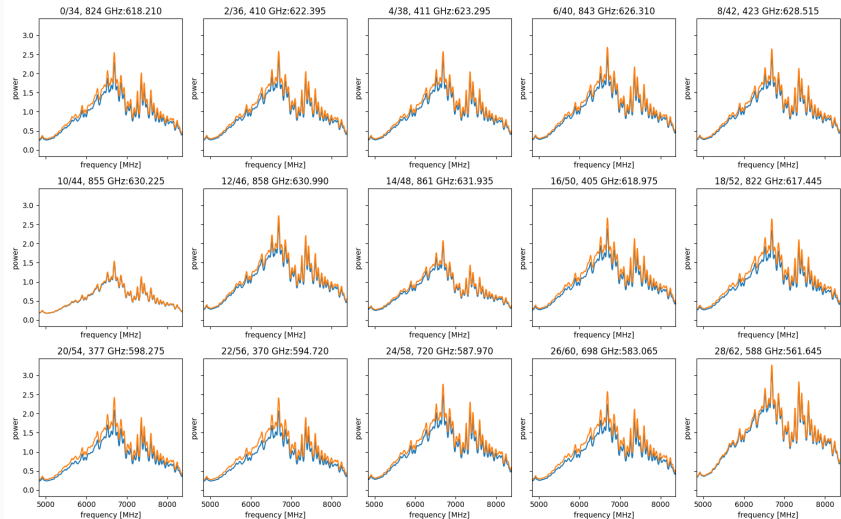 0/34, 824 GHz:618.210
2/36, 410 GHz:622.395
4/38, 411 GHz:623.295
6/40, 843 GHz:626.310
8/42, 423 GHz:628.515
3.0
2.5
2.0
1.5
1.0
0.5
0.0
power
power
power
power
power
frequency [MHz]
frequency [MHz]
frequency [MHz]
frequency [MHz]
frequency [MHz]
10/44, 855 GHz:630.225
12/46, 858 GHz:630.990
14/48, 861 GHz:631.935
16/50, 405 GHz:618.975
18/52, 822 GHz:617.445
3.0
2.5
2.0
1.5
1.0
0.5
0.0
power
power
power
power
power
frequency [MHz]
frequency [MHz]
frequency [MHz]
frequency [MHz]
frequency [MHz]
20/54, 377 GHz:598.275
22/56, 370 GHz:594.720
24/58, 720 GHz:587.970
26/60, 698 GHz:583.065
28/62, 588 GHz:561.645
3.0
2.5
2.0
1.5
1.0
0.5
0.0
power
power
power
power
power
5000 6000 7000 8000
5000 6000 7000 8000
5000 6000 7000 8000
5000 6000 7000 8000
5000 6000 7000 8000
frequency [MHz]
frequency [MHz]
frequency [MHz]
frequency [MHz]
frequency [MHz]